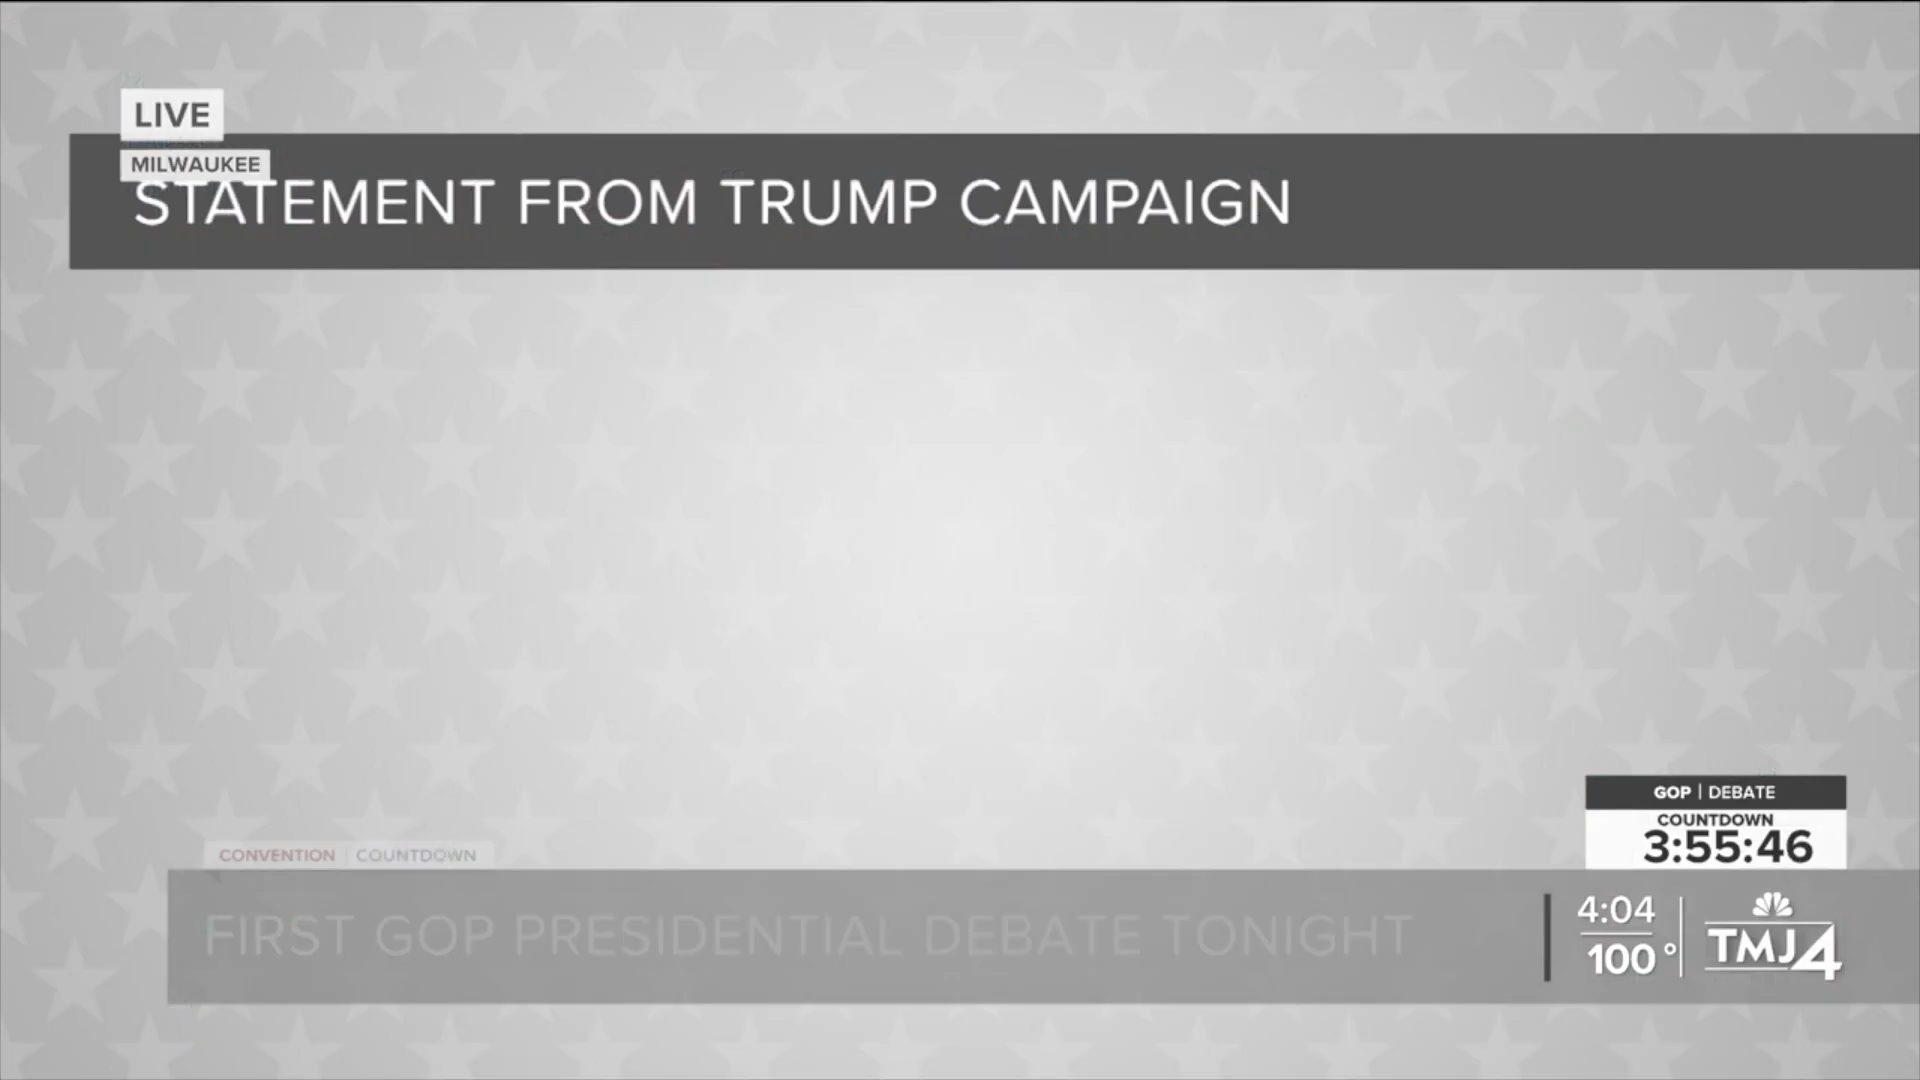 LIVE
MILWAUKEE
STATEMENT FROM TRUMP CAMPAIGN
GOP | DEBATE
COUNTDOWN
3:55:46
CONVENTION | COUNTDOWN
FIRST GOP PRESIDENTIAL DEBATE TONIGHT
4:04
100°
TMJ4